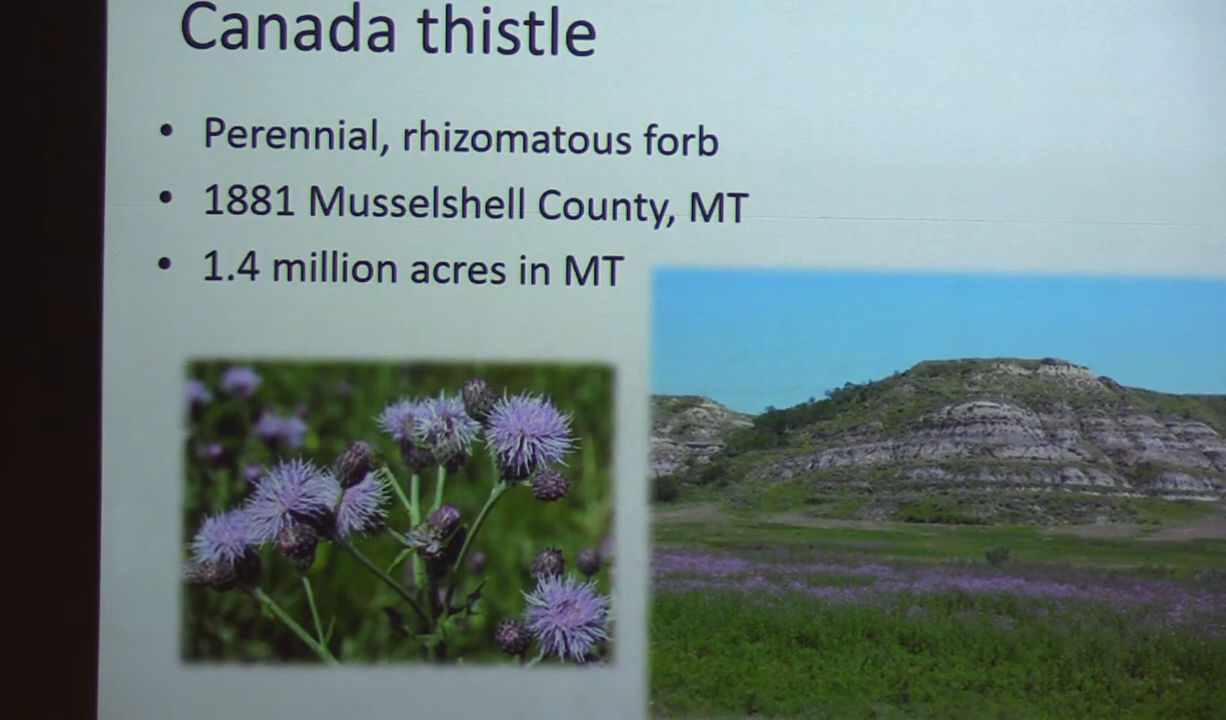 Canada thistle
• Perennial, rhizomatous forb
• 1881 Musselshell County, MT
• 1.4 million acres in MT